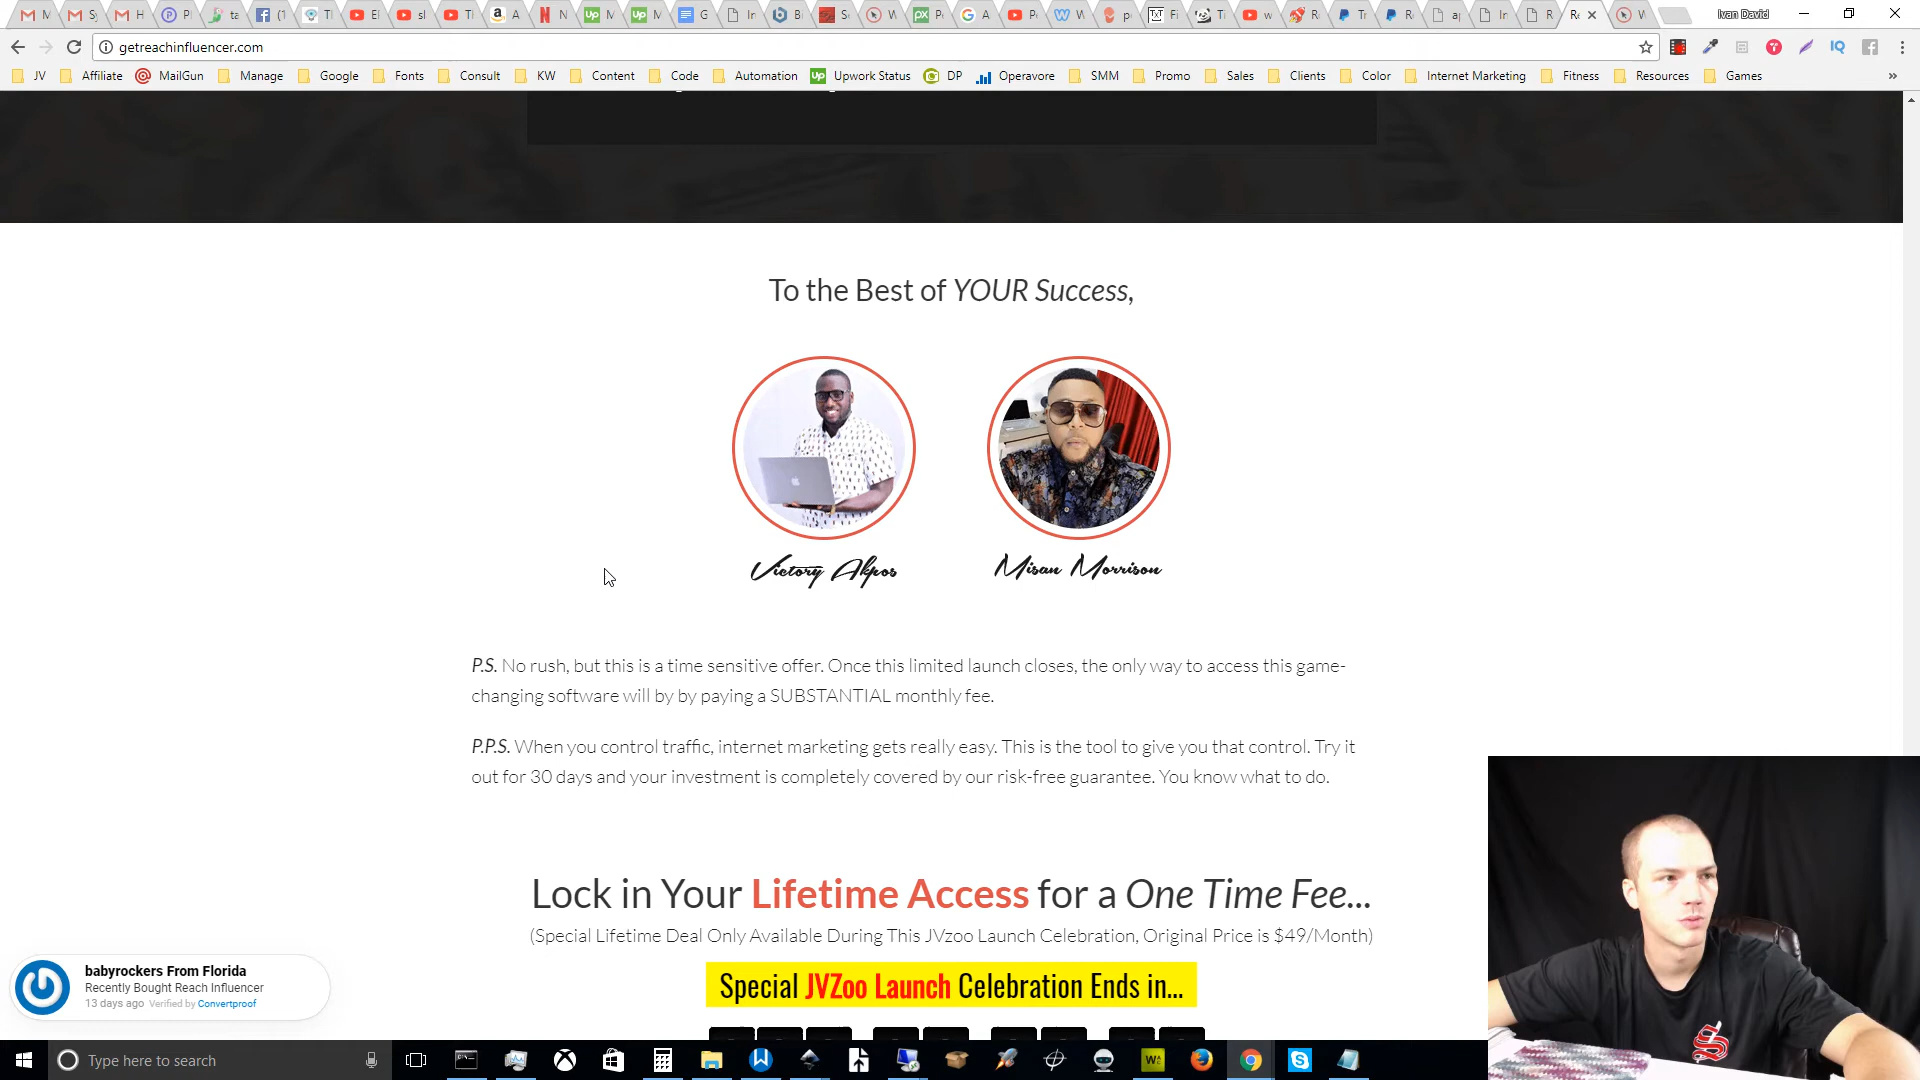 Ivan David
getreachinfluencer.com
JV Affiliate MailGun Manage Google Fonts Consult KW Content Code Automation Upwork Status DP Operavore SMM Promo Sales Clients Color Internet Marketing Fitness Resources Games
To the Best of YOUR Success,
Victory Akpos
Misan Morrison
P.S. No rush, but this is a time sensitive offer. Once this limited launch closes, the only way to access this game-
changing software will by by paying a SUBSTANTIAL monthly fee.
P.P.S. When you control traffic, internet marketing gets really easy. This is the tool to give you that control. Try it
out for 30 days and your investment is completely covered by our risk-free guarantee. You know what to do.
Lock in Your Lifetime Access for a One Time Fee...
(Special Lifetime Deal Only Available During This JVzoo Launch Celebration, Original Price is $49/Month)
Special JVZoo Launch Celebration Ends in...
babyrockers From Florida
Recently Bought Reach Influencer
13 days ago Verified by Convertproof
Type here to search